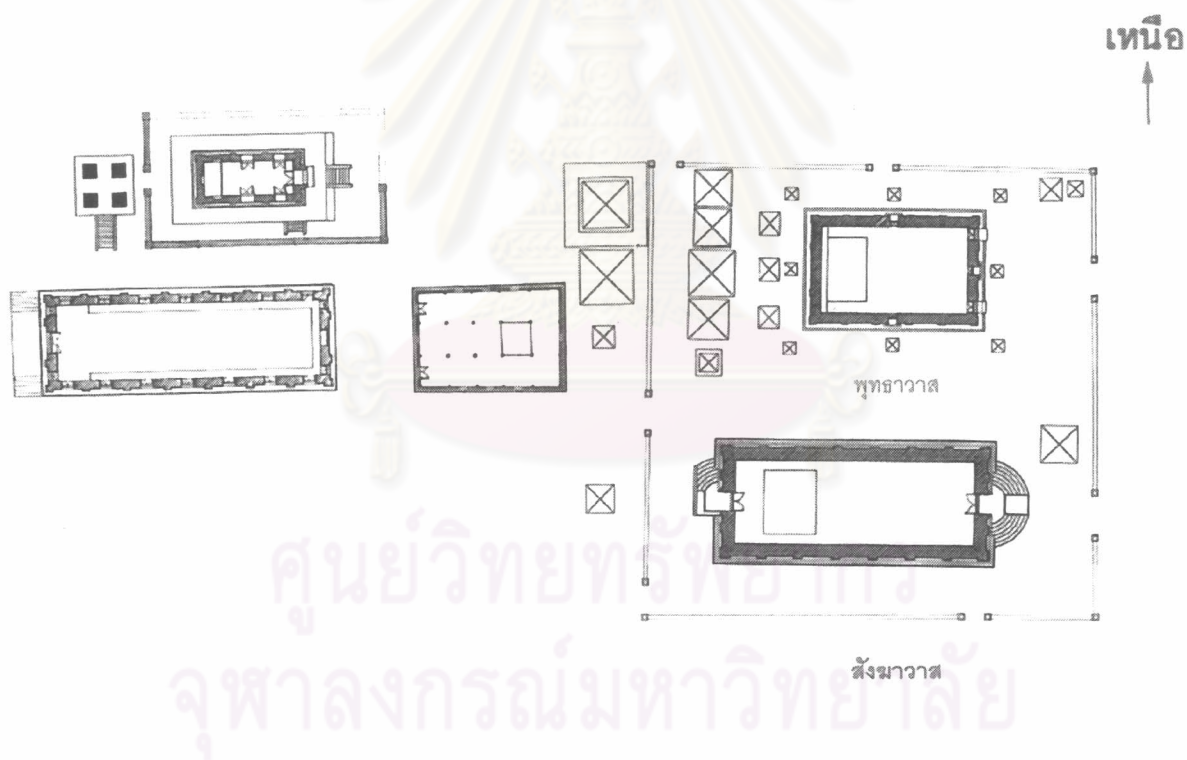 เหนือ
พุทธาวาส
สังฆาวาส
ศูนย์วิทยทรัพยากร
จุฬาลงกรณ์มหาวิทยาลัย